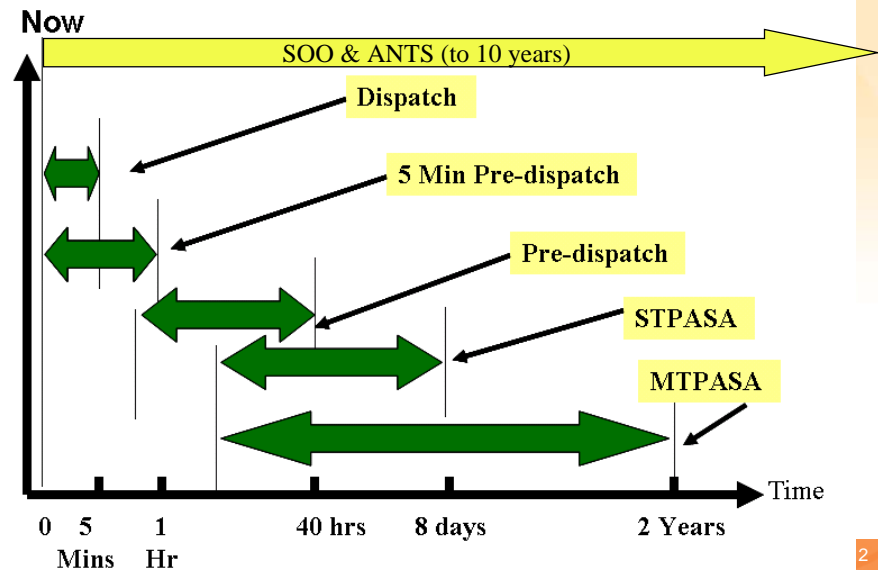 Now
SOO & ANTS (to 10 years)
Dispatch
5 Min Pre-dispatch
Pre-dispatch
STPASA
MTPASA
Time
0 5 1 40 hrs 8 days 2 Years
Mins Hr
2